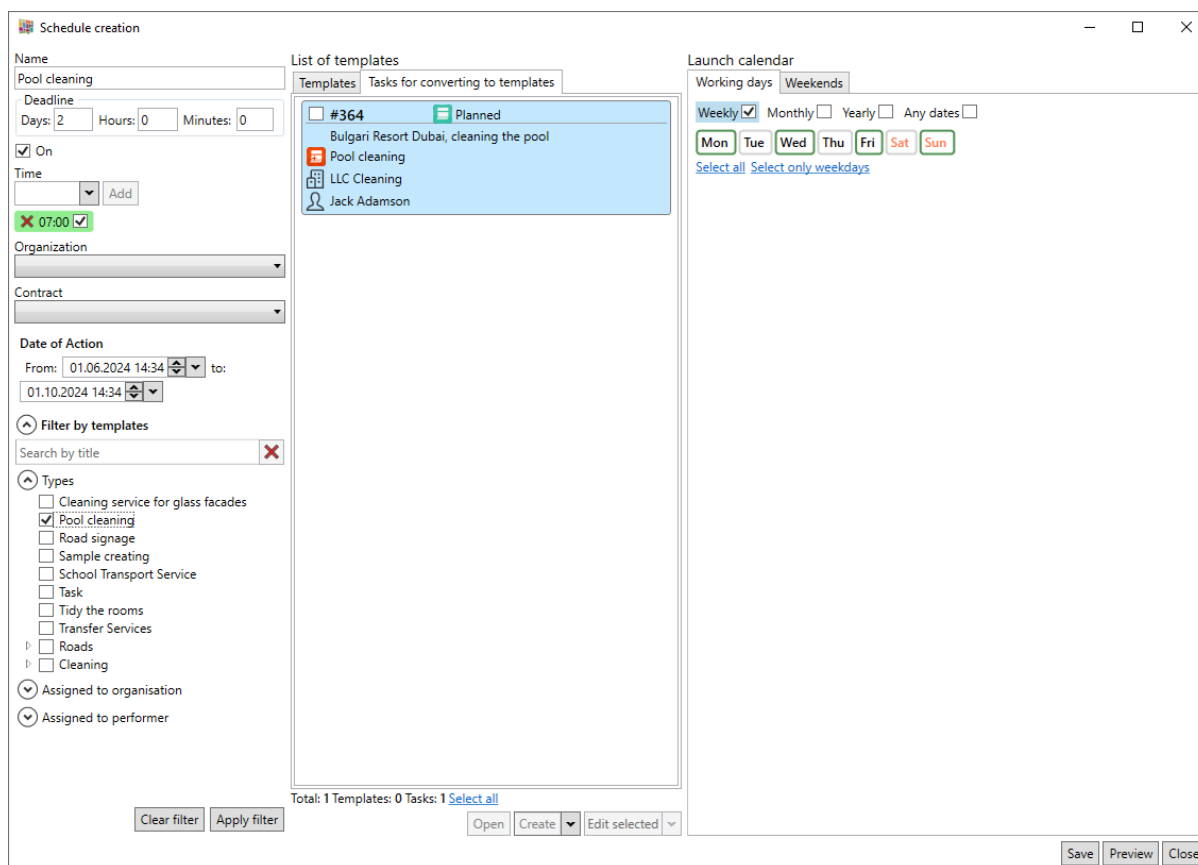 Schedule creation
Name
Pool cleaning
Deadline
Days: 2 Hours: 0 Minutes: 0
On
Time
Add
07:00
Organization
Contract
Date of Action
From: 01.06.2024 14:34 to:
01.10.2024 14:34
Filter by templates
Search by title
Types
Cleaning service for glass facades
Pool cleaning
Road signage
Sample creating
School Transport Service
Task
Tidy the rooms
Transfer Services
Roads
Cleaning
Assigned to organisation
Assigned to performer
Clear filter Apply filter
List of templates
Templates Tasks for converting to templates
#364 Planned
Bulgari Resort Dubai, cleaning the pool
Pool cleaning
LLC Cleaning
Jack Adamson
Total: 1 Templates: 0 Tasks: 1 Select all
Open Create Edit selected
Launch calendar
Working days Weekends
Weekly Monthly Yearly Any dates
Mon Tue Wed Thu Fri Sat Sun
Select all Select only weekdays
Save Preview Close